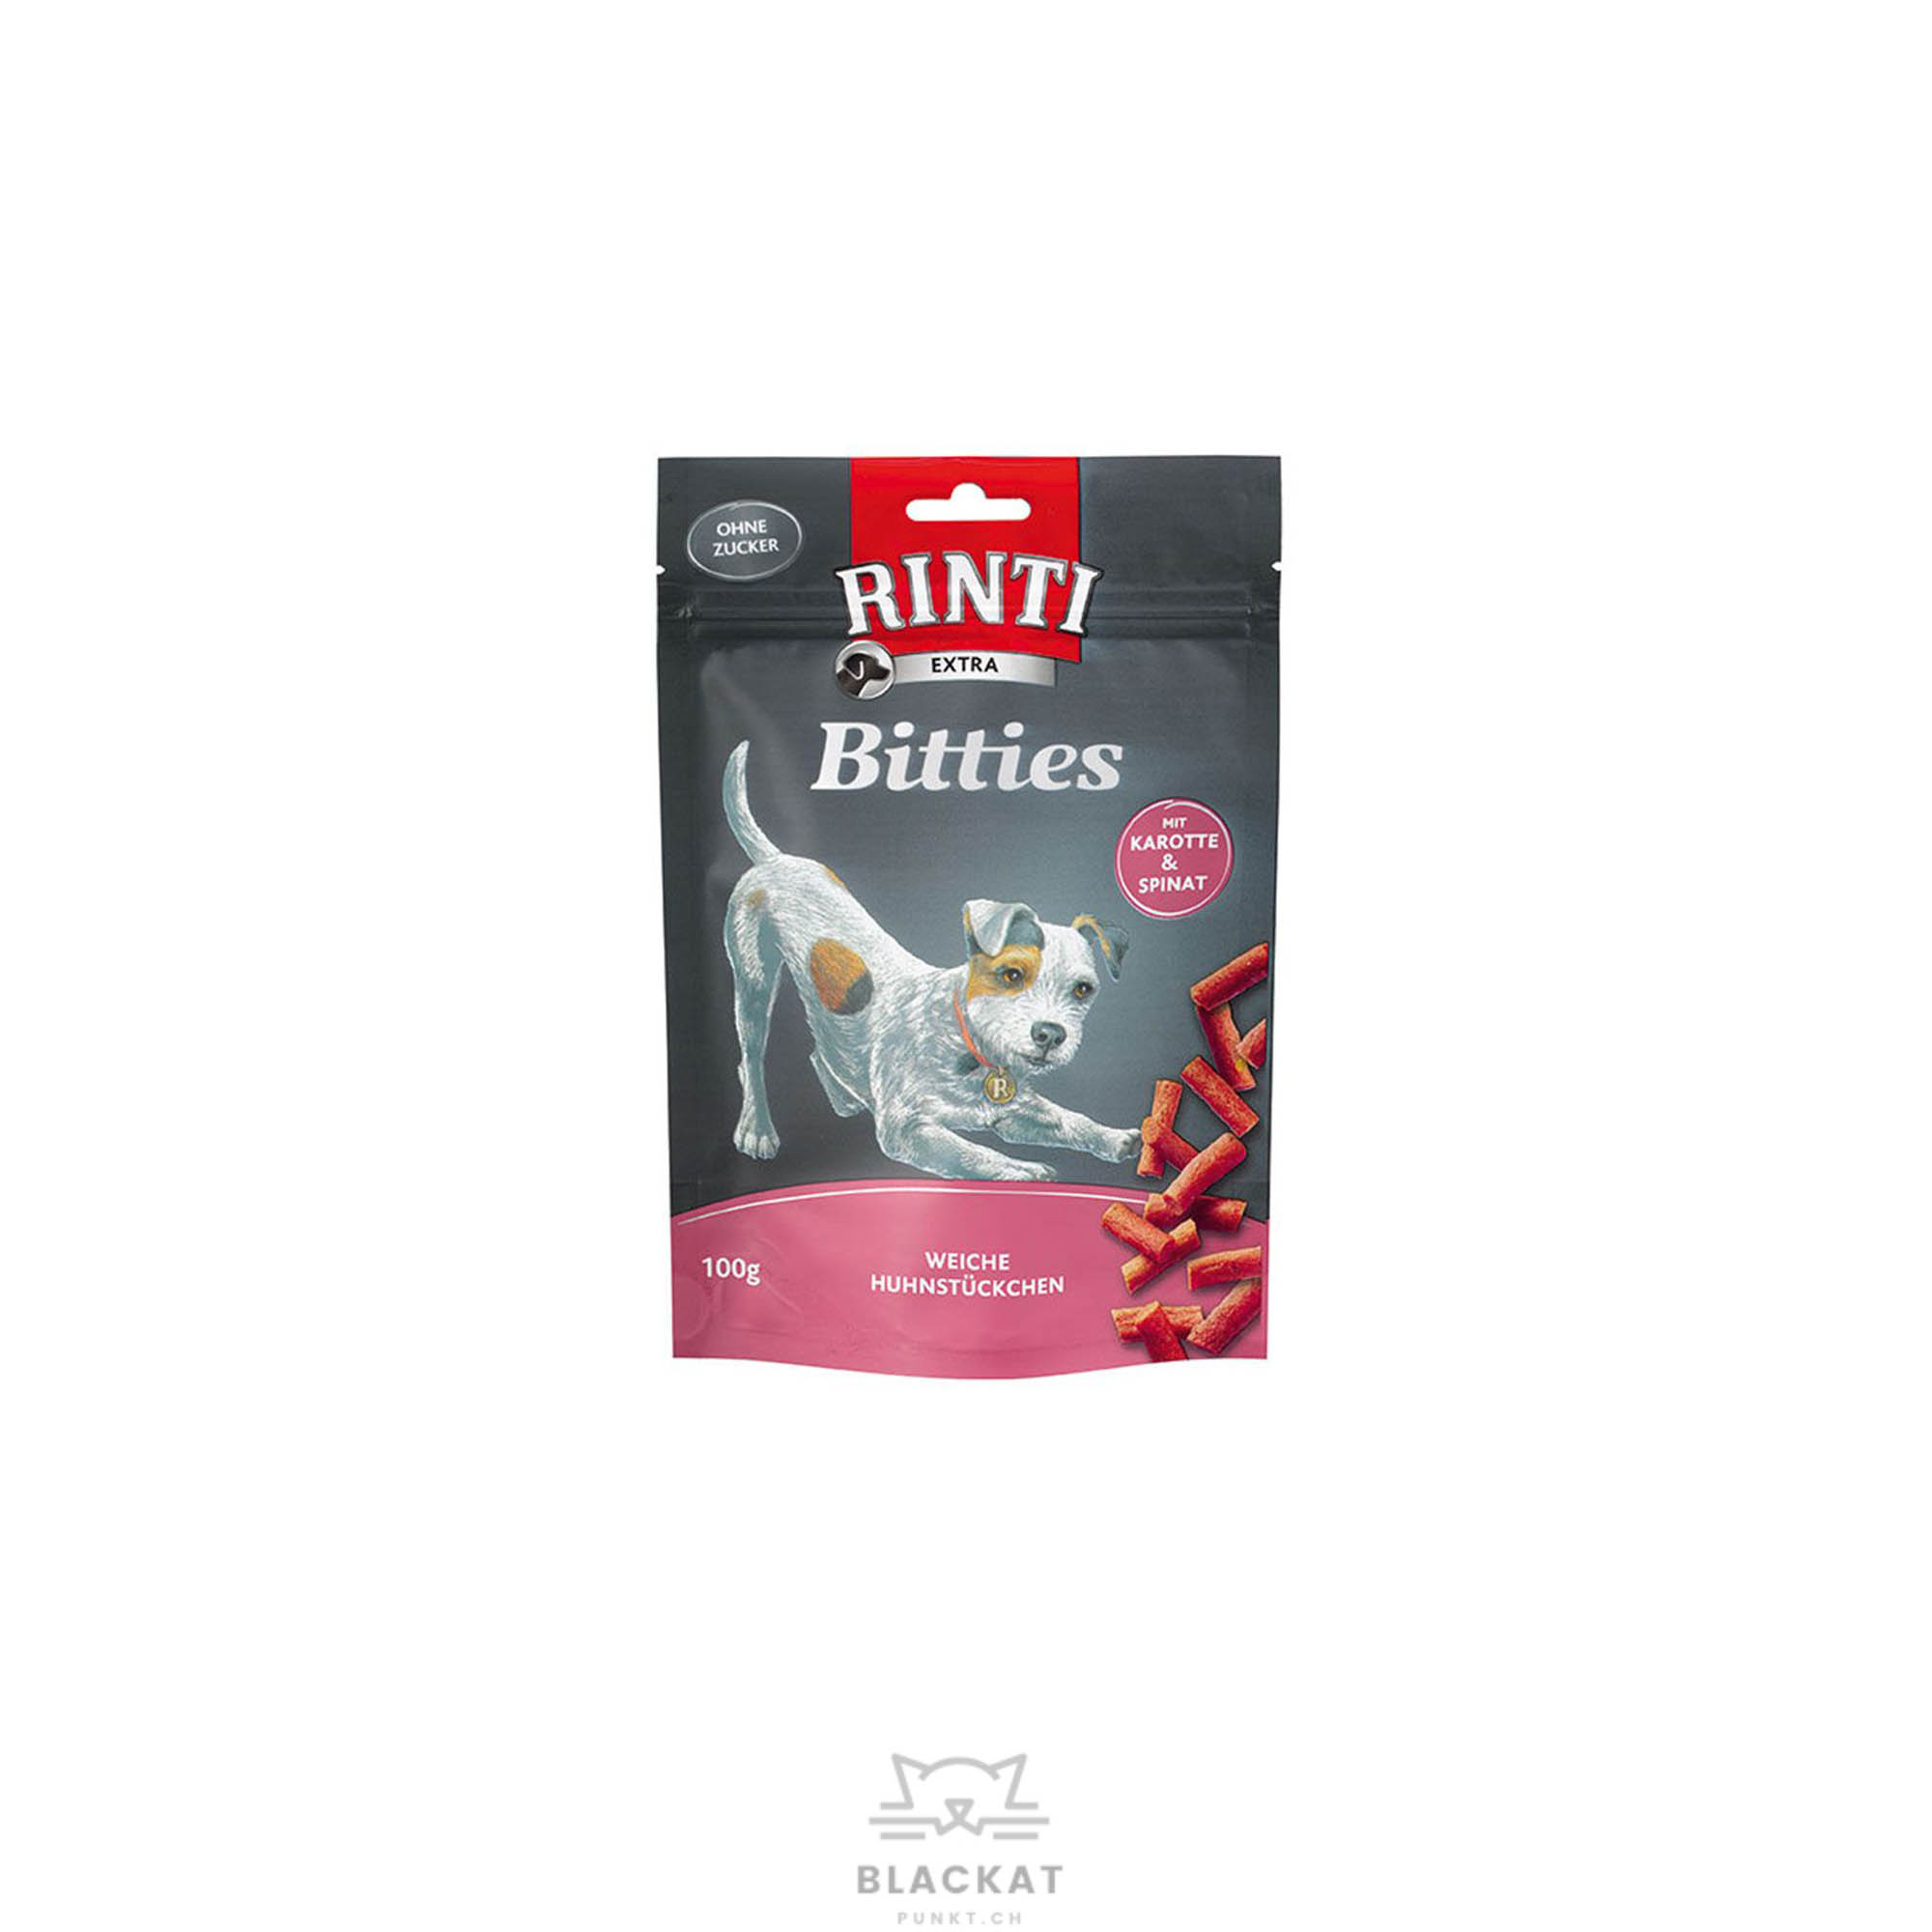 OHNE
ZUCKER
RINTI
EXTRA
Bitties
MIT
KAROTTE
&
SPINAT
R
100g
WEICHE
HUHNSTÜCKCHEN
BLACKAT
PUNKT.CH